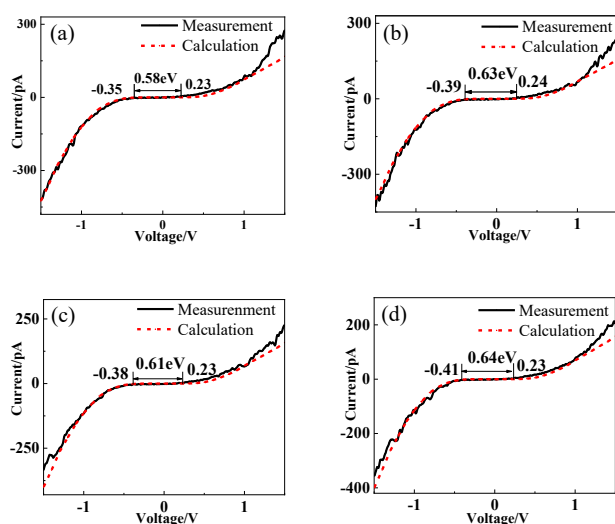 (a)
Measurement
Calculation
300
0
-300
Current/pA
-0.35
0.58eV
0.23
-1
0
1
Voltage/V
(b)
Measurement
Calculation
300
0
-300
Current/pA
-0.39
0.63eV
0.24
-1
0
1
Voltage/V
(c)
Measurenment
Calculation
250
0
-250
Current/pA
-0.38
0.61eV
0.23
-1
0
1
Voltage/V
(d)
Measurement
Calculation
200
0
-200
-400
Current/pA
-0.41
0.64eV
0.23
-1
0
1
Voltage/V